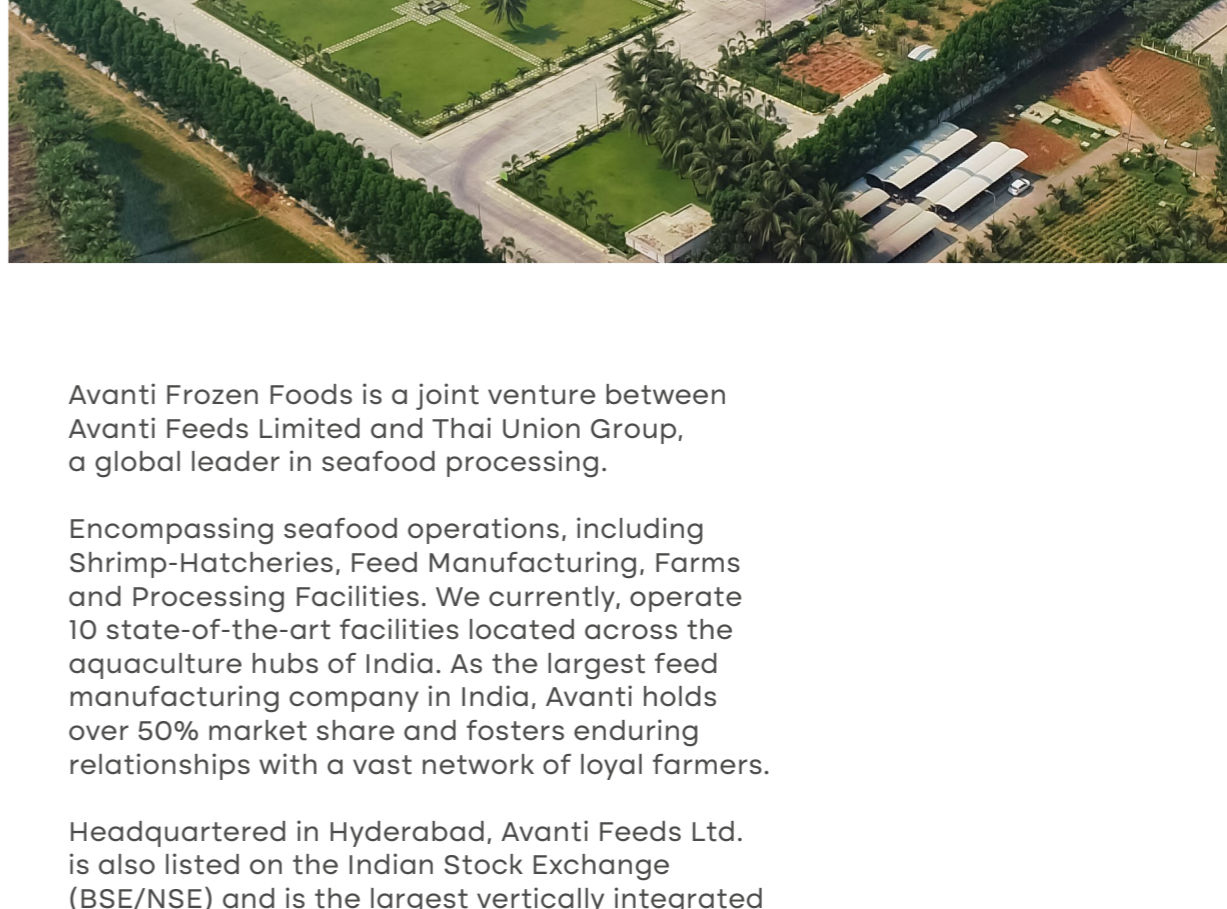 Avanti Frozen Foods is a joint venture between
Avanti Feeds Limited and Thai Union Group,
a global leader in seafood processing.
Encompassing seafood operations, including
Shrimp-Hatcheries, Feed Manufacturing, Farms
and Processing Facilities. We currently, operate
10 state-of-the-art facilities located across the
aquaculture hubs of India. As the largest feed
manufacturing company in India, Avanti holds
over 50% market share and fosters enduring
relationships with a vast network of loyal farmers.
Headquartered in Hyderabad, Avanti Feeds Ltd.
is also listed on the Indian Stock Exchange
(BSE/NSE) and is the largest vertically integrated